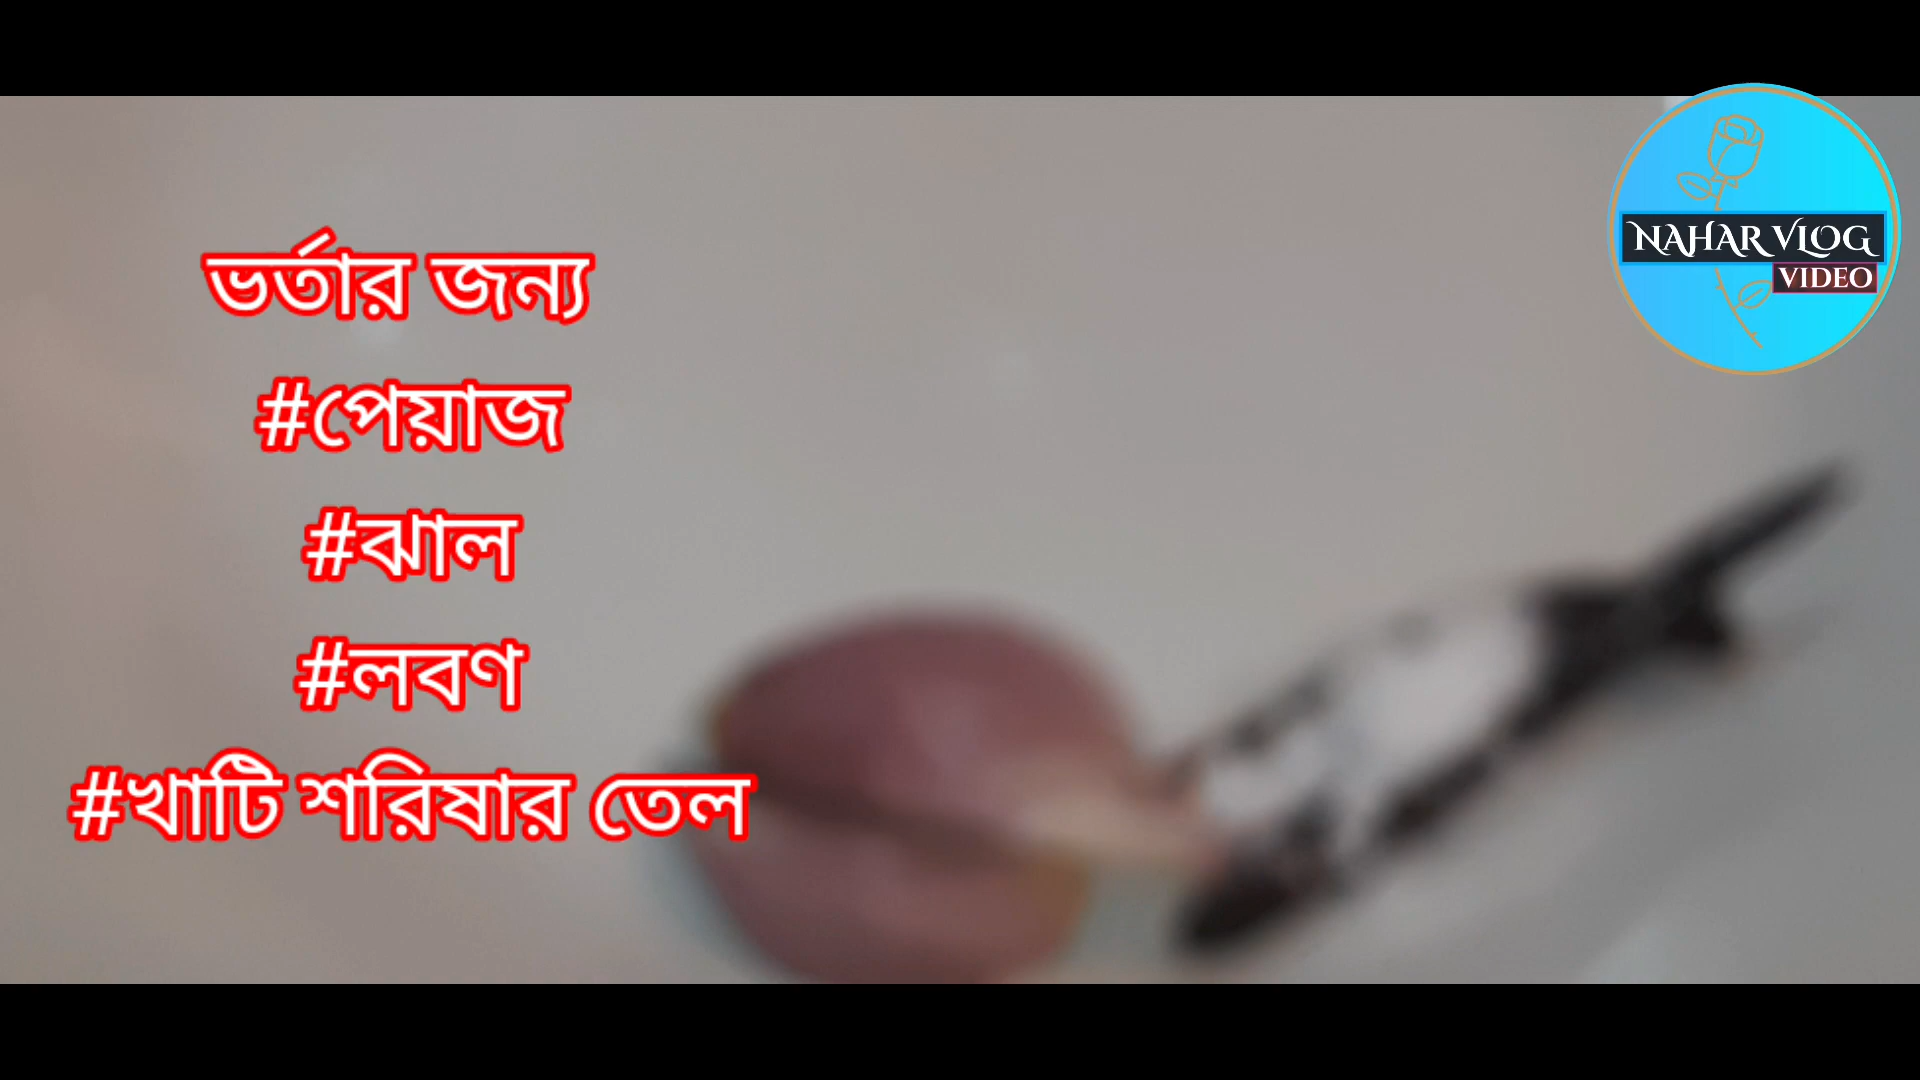 ভর্তার জন্য
#পেয়াজ
#ঝাল
#লবণ
#খাটি শরিষার তেল
NAHAR VLOG
VIDEO